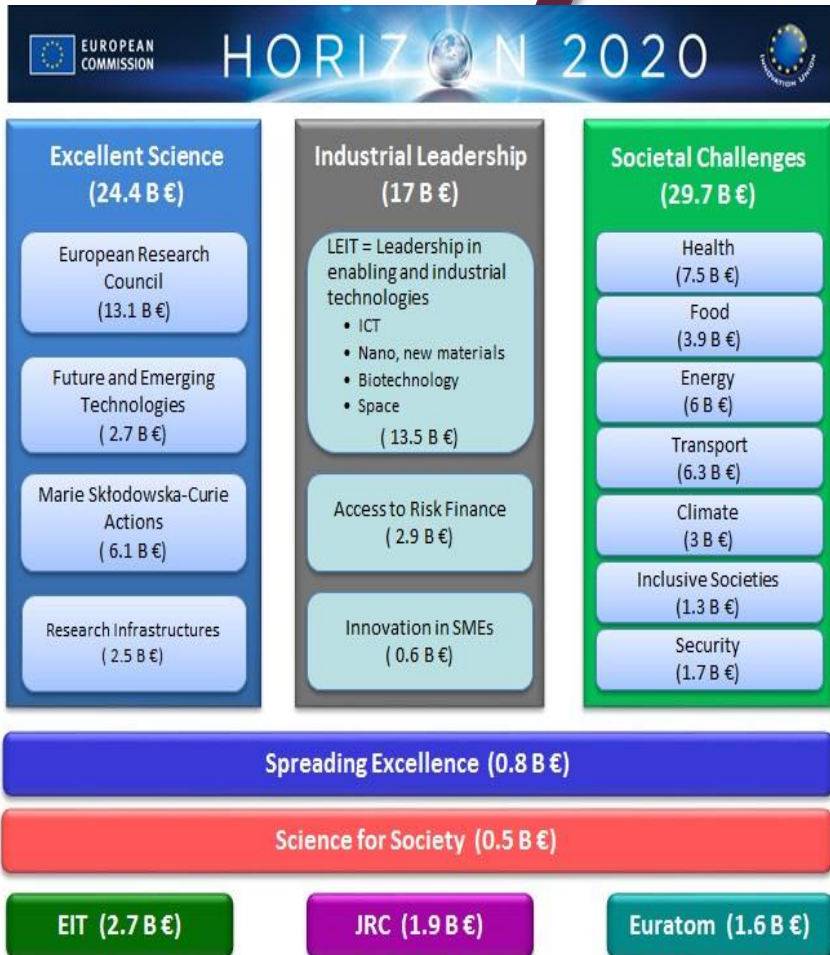 EUROPEAN
COMMISSION
HORIZON 2020
INNOVATION UNION
Excellent Science
(24.4 B €)
European Research
Council
(13.1 B €)
Future and Emerging
Technologies
( 2.7 B €)
Marie Skłodowska-Curie
Actions
( 6.1 B €)
Research Infrastructures
( 2.5 B €)
Industrial Leadership
(17 B €)
LEIT = Leadership in
enabling and industrial
technologies
• ICT
• Nano, new materials
• Biotechnology
• Space
( 13.5 B €)
Access to Risk Finance
( 2.9 B €)
Innovation in SMEs
( 0.6 B €)
Societal Challenges
(29.7 B €)
Health
(7.5 B €)
Food
(3.9 B €)
Energy
(6 B €)
Transport
(6.3 B €)
Climate
(3 B €)
Inclusive Societies
(1.3 B €)
Security
(1.7 B €)
Spreading Excellence (0.8 B €)
Science for Society (0.5 B €)
EIT (2.7 B €)
JRC (1.9 B €)
Euratom (1.6 B €)